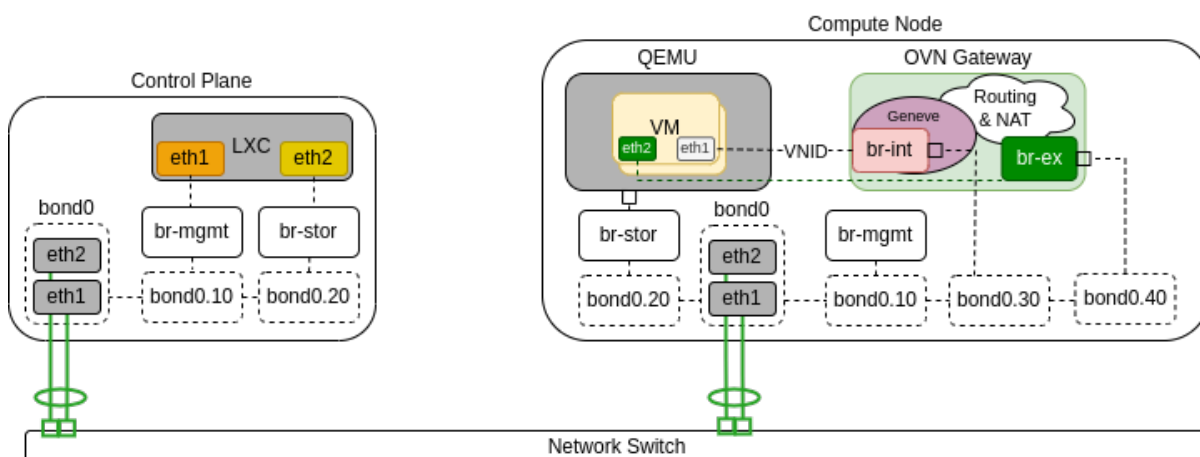 Compute Node
Control Plane
QEMU
OVN Gateway
LXC
eth1
eth2
VM
eth2
eth1
VNID
Geneve
Routing
& NAT
br-int
br-ex
bond0
eth2
eth1
br-mgmt
br-stor
bond0.10
bond0.20
br-stor
bond0
br-mgmt
eth2
eth1
bond0.20
bond0.10
bond0.30
bond0.40
Network Switch